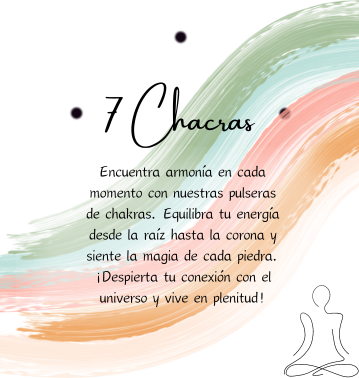 7 Chacras
Encuentra armonía en cada
momento con nuestras pulseras
de chakras. Equilibra tu energía
desde la raíz hasta la corona y
siente la magia de cada piedra.
¡Despierta tu conexión con el
universo y vive en plenitud!